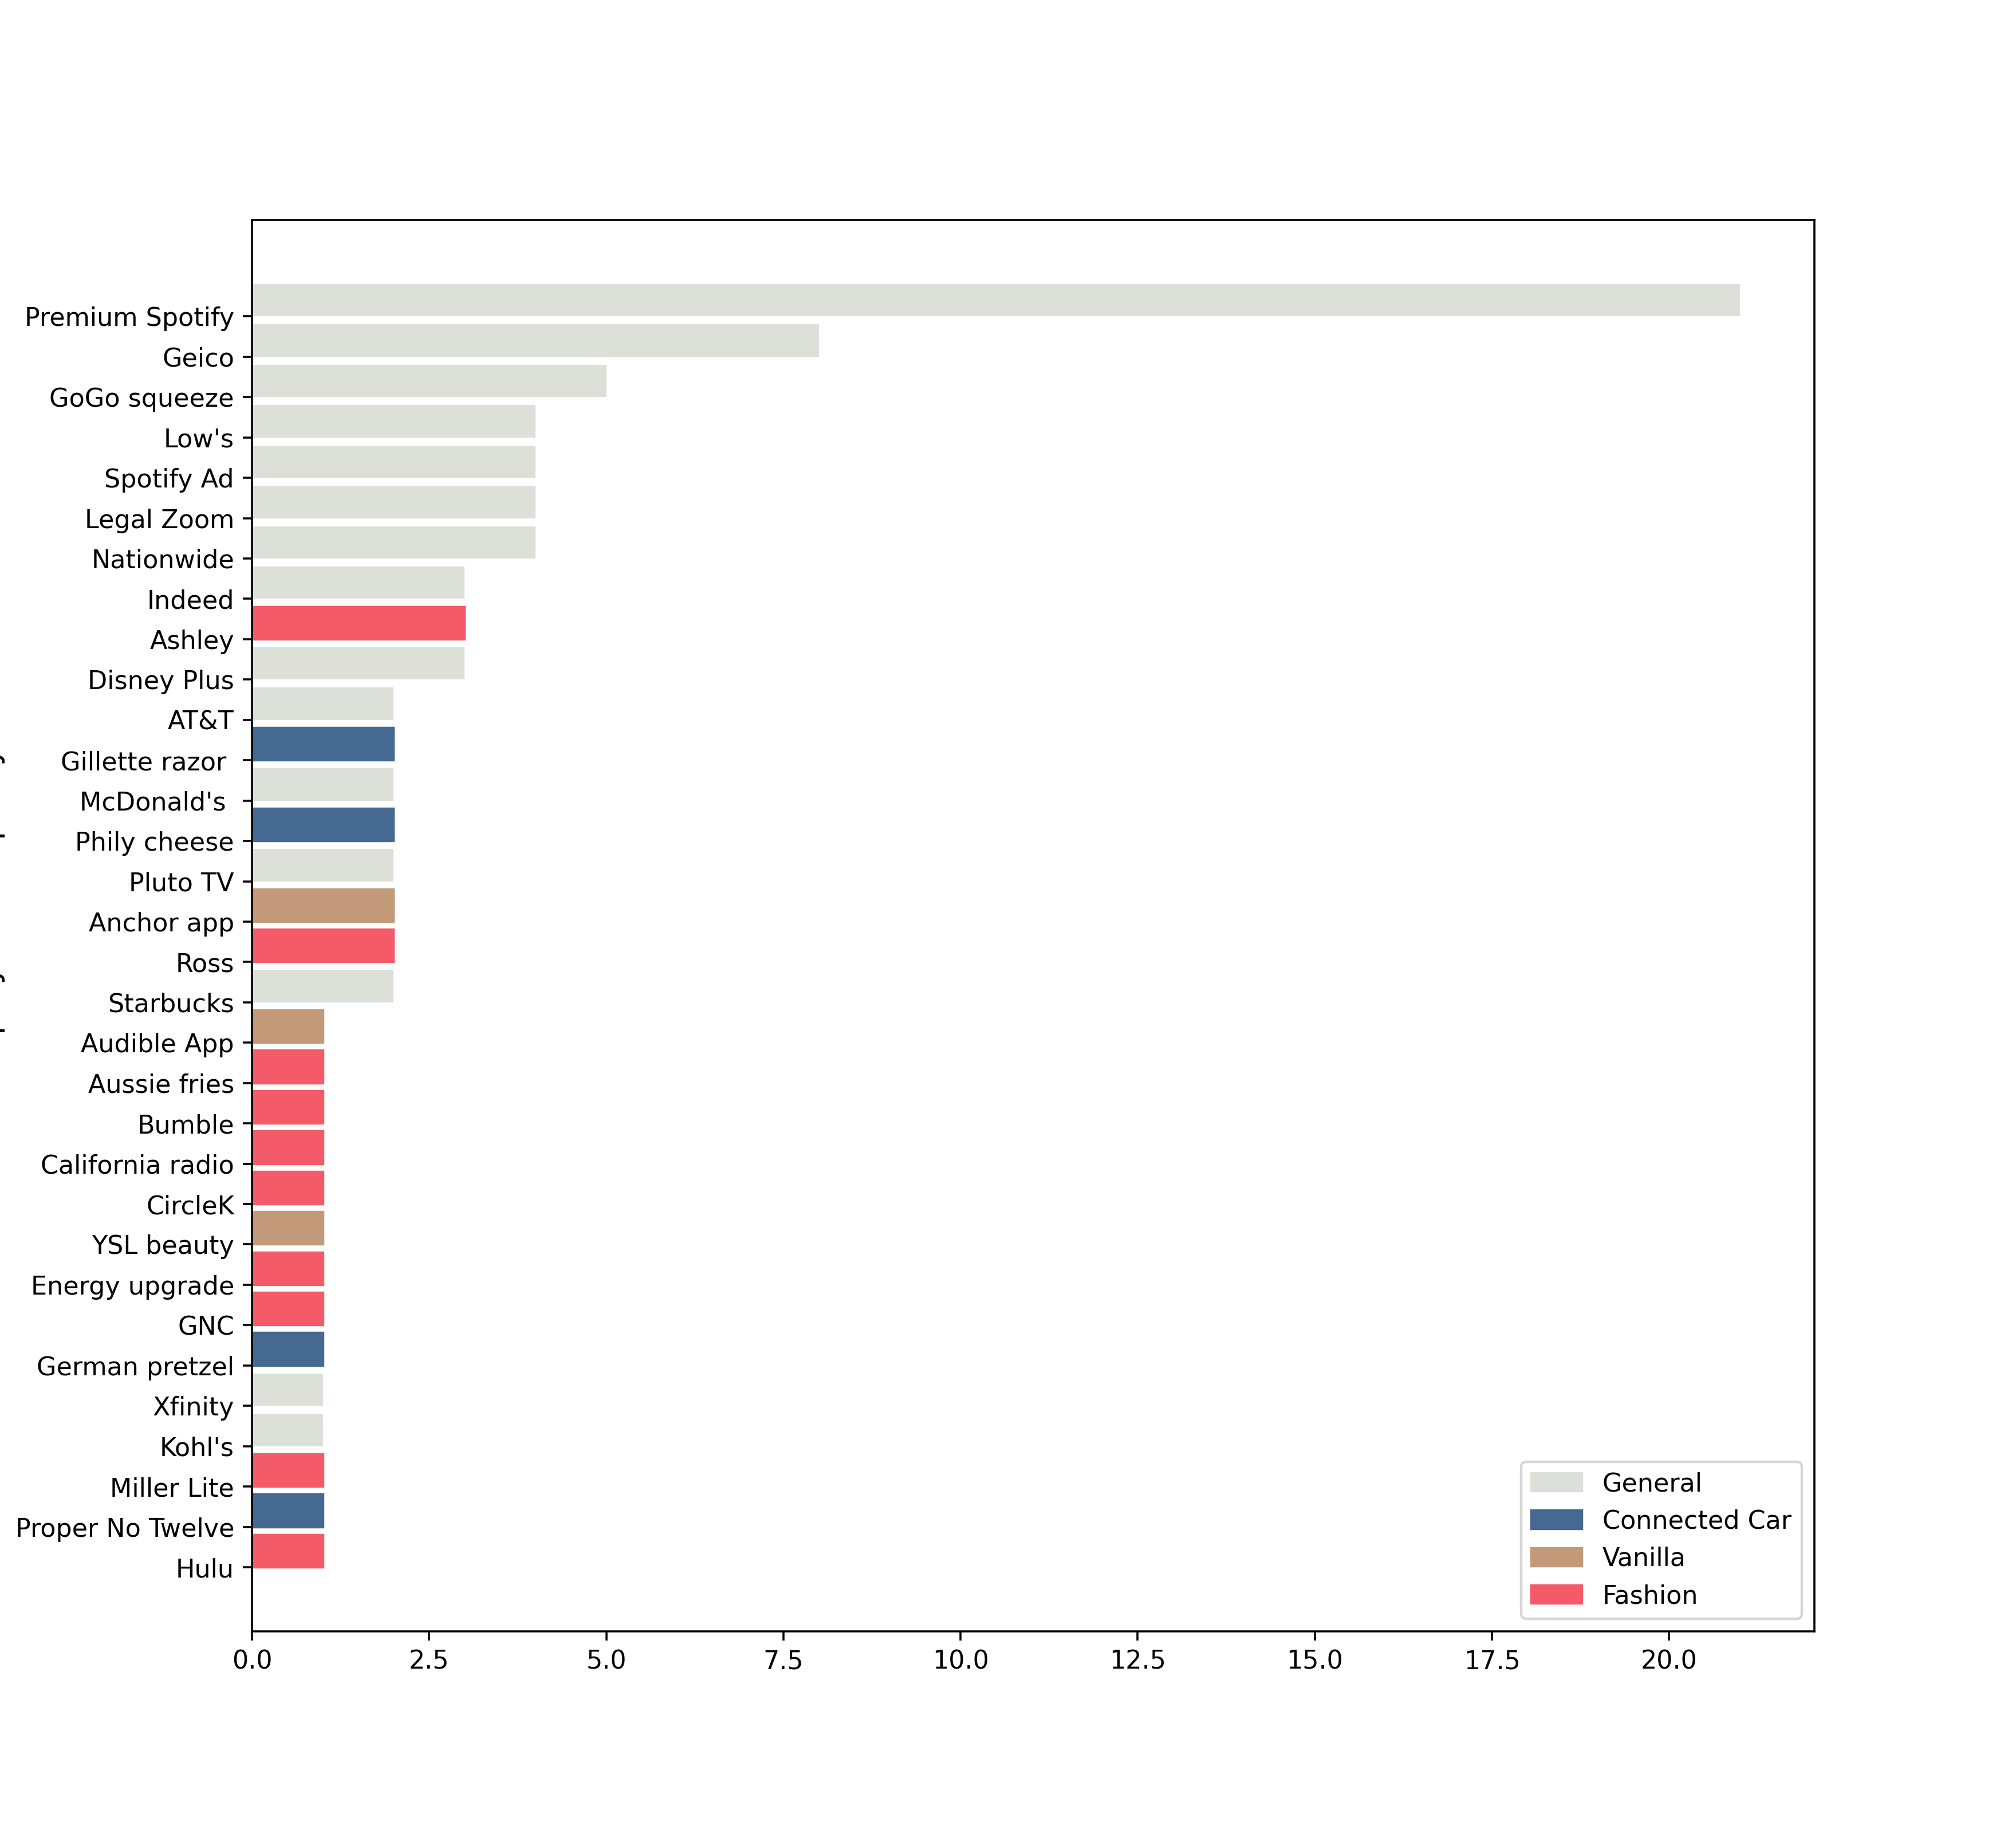 Premium Spotify
Geico
GoGo squeeze
Low's
Spotify Ad
Legal Zoom
Nationwide
Indeed
Ashley
Disney Plus
AT&T
Gillette razor
McDonald's
Phily cheese
Pluto TV
Anchor app
Ross
Starbucks
Audible App
Aussie fries
Bumble
California radio
CircleK
YSL beauty
Energy upgrade
GNC
German pretzel
Xfinity
Kohl's
Miller Lite
Proper No Twelve
Hulu
General
Connected Car
Vanilla
Fashion
0.0 2.5 5.0 7.5 10.0 12.5 15.0 17.5 20.0